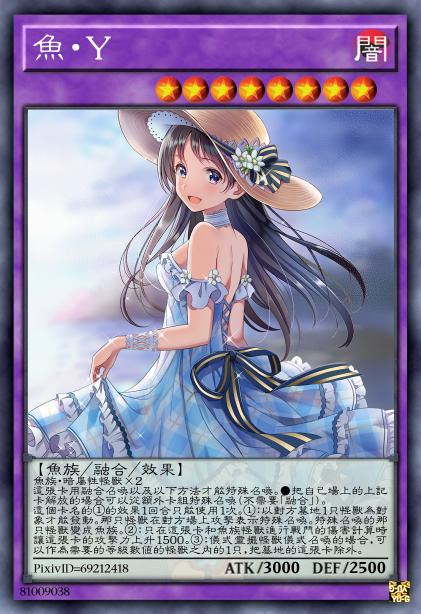 魚・Y
闇
【魚族／融合／效果】
魚族・暗屬性怪獸×2
這張卡用融合召喚以及以下方法才能特殊召喚。●把自己場上的上記
卡解放的場合可以從額外卡組特殊召喚(不需要「融合」)。
這個卡名的①的效果1回合只能使用1次。①:以對方墓地1只怪獸為對
象才能發動。那只怪獸在對方場上攻擊表示特殊召喚。特殊召喚的那
只怪獸變成魚族。②:只在這張卡和魚族怪獸進行戰鬥的傷害計算時
讓這張卡的攻擊力上升1500。③:儀式靈擺怪獸儀式召喚的場合,可
以作為需要的等級數值的怪獸之內的1只,把墓地的這張卡除外。
PixivID=69212418
ATK/3000 DEF/2500
81009038